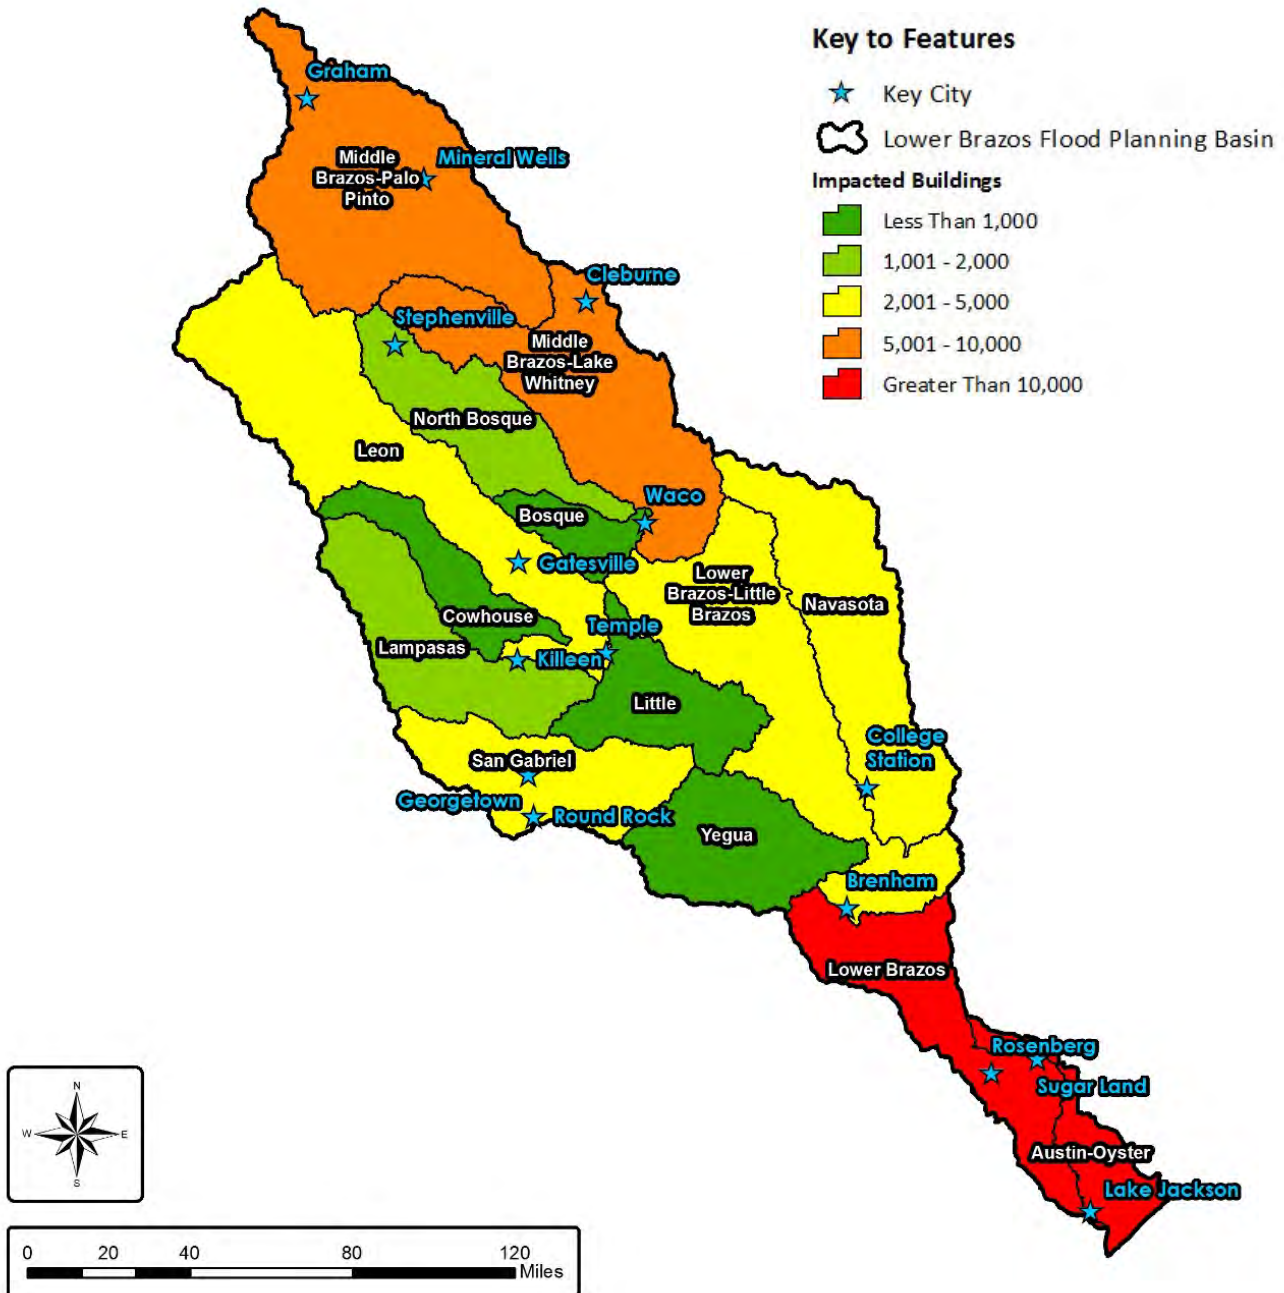 Key to Features
Key City
Lower Brazos Flood Planning Basin
Impacted Buildings
Less Than 1,000
1,001 - 2,000
2,001 - 5,000
5,001 - 10,000
Greater Than 10,000
Graham
Middle
Brazos-Palo
Pinto
Mineral Wells
Cleburne
Stephenville
Middle
Brazos-Lake
Whitney
North Bosque
Leon
Waco
Bosque
Gatesville
Lower
Brazos-Little
Brazos
Navasota
Cowhouse
Temple
Lampasas
Killeen
Little
College
Station
San Gabriel
Georgetown
Round Rock
Yegua
Brenham
Lower Brazos
Rosenberg
Sugar Land
Austin-Oyster
Lake Jackson
N
W
E
S
0 20 40 80 120
Miles